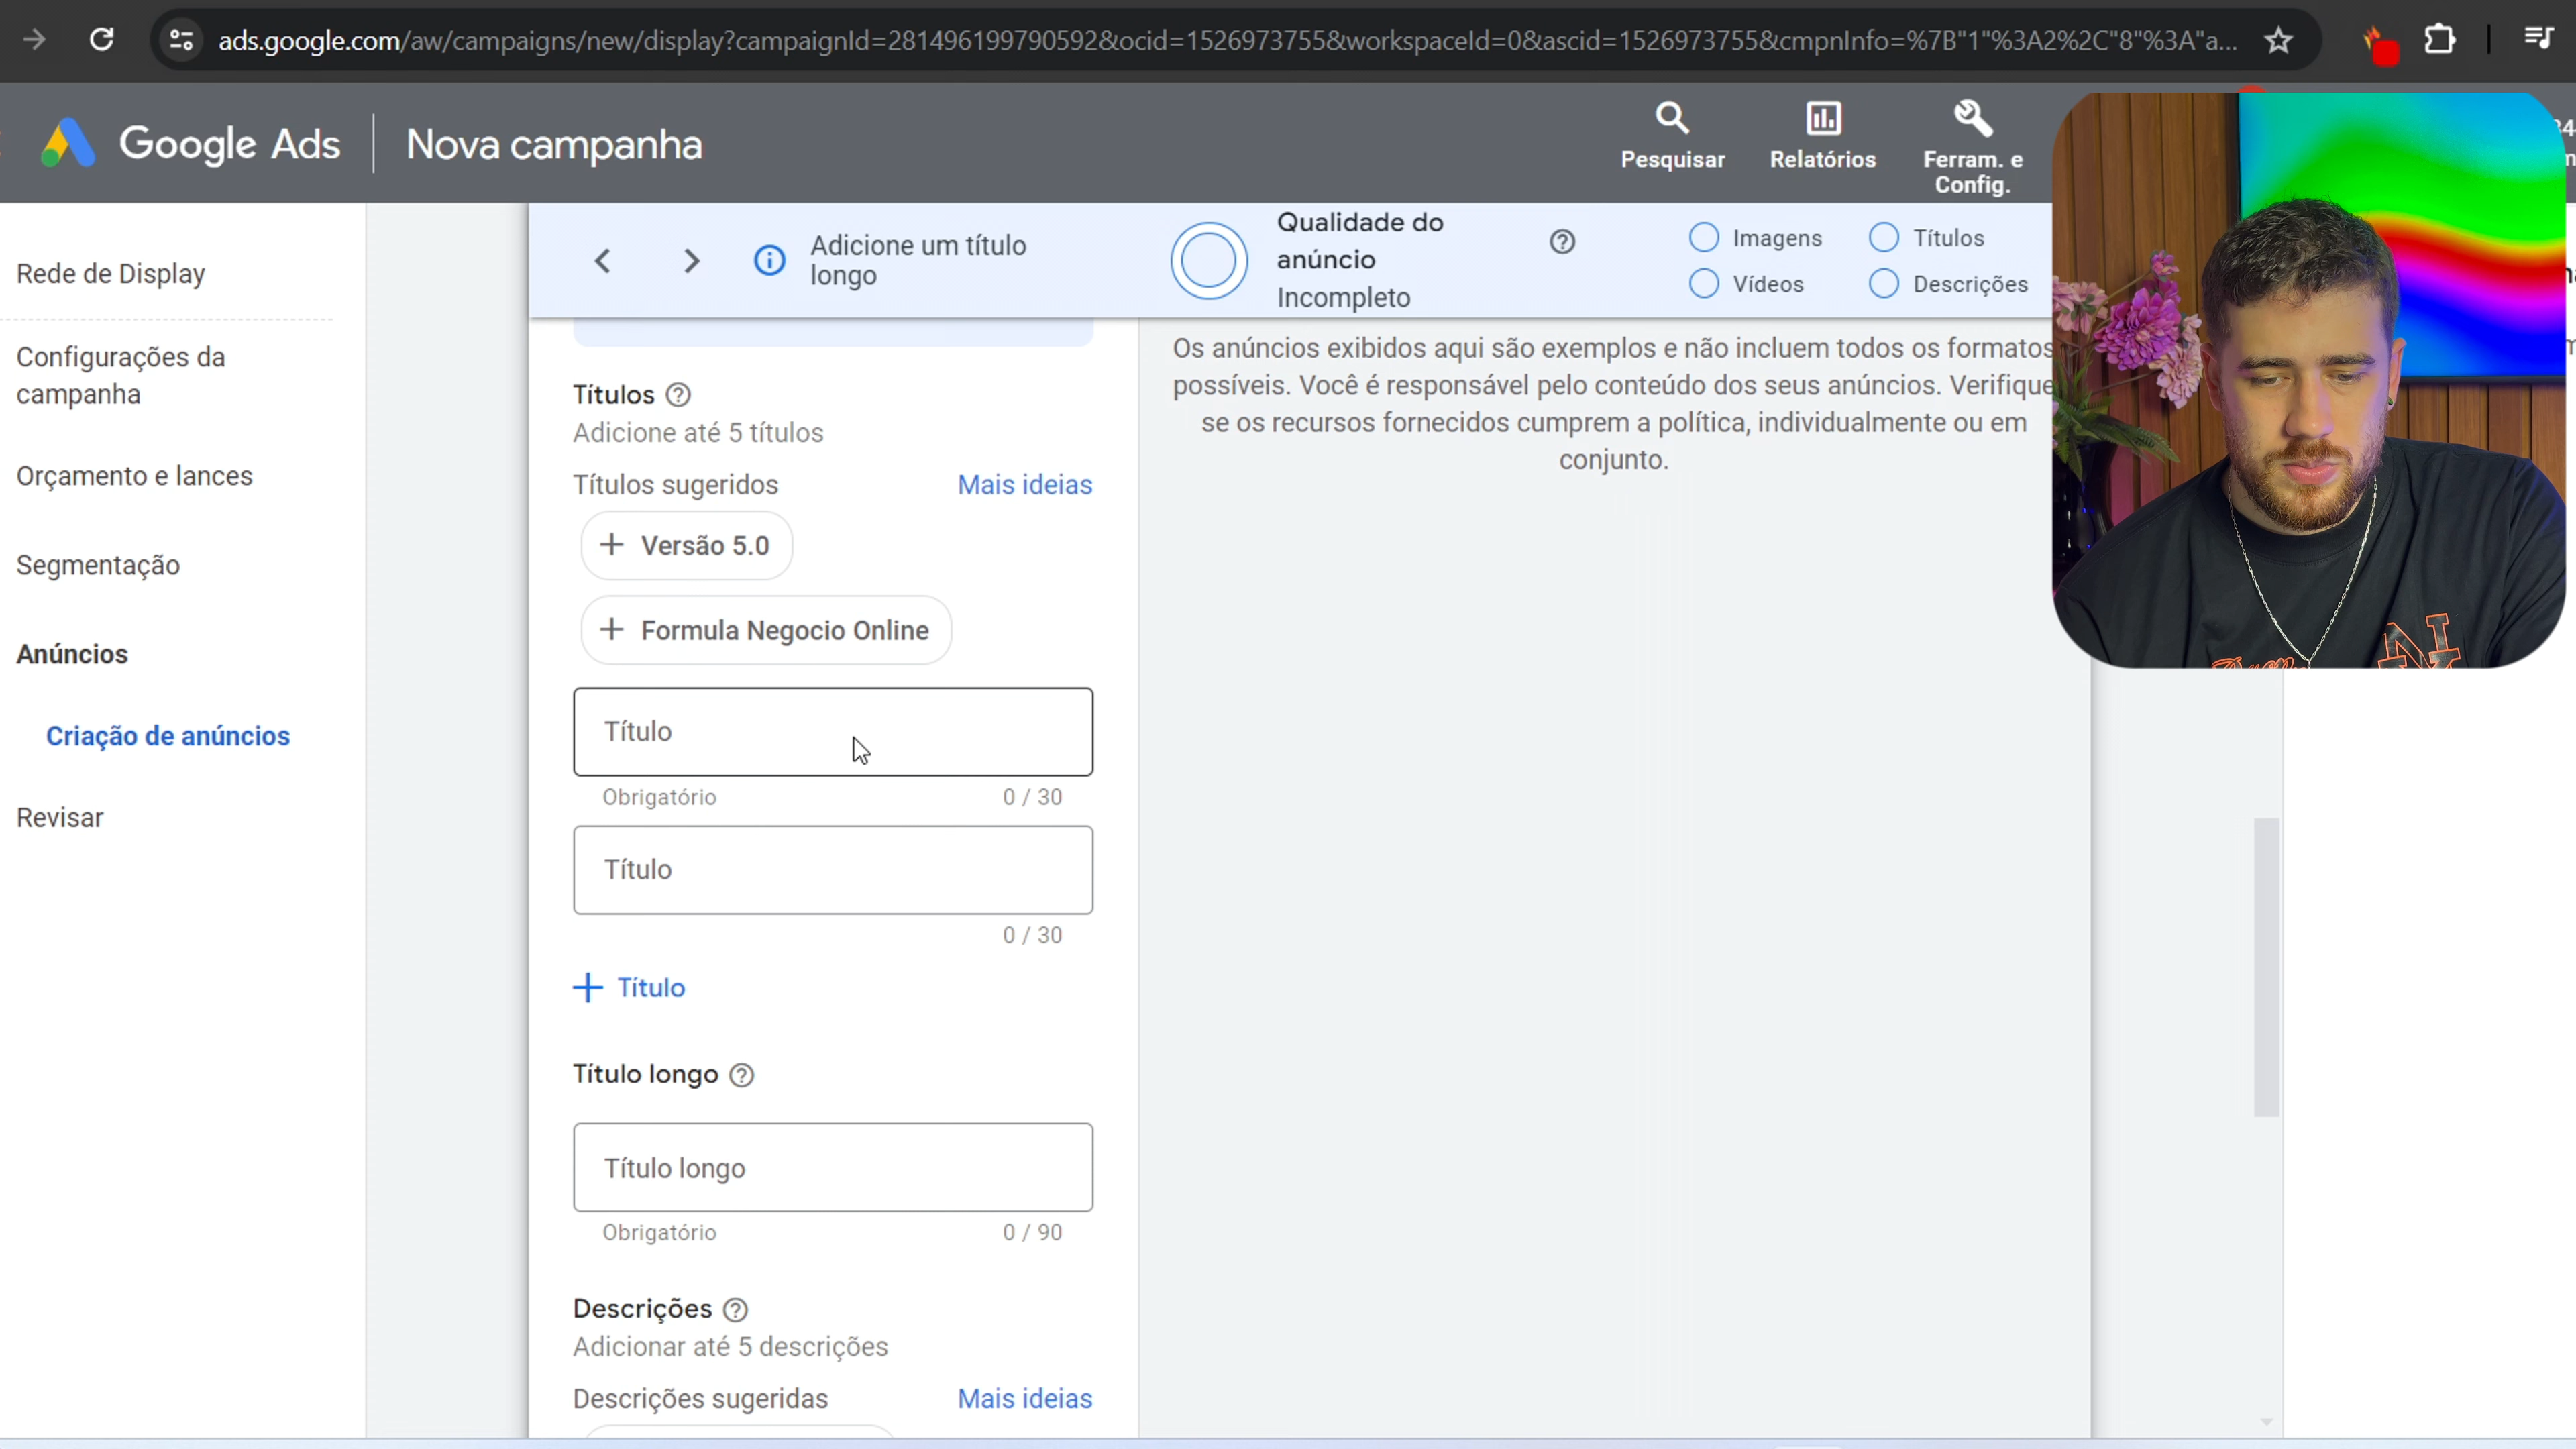 ads.google.com/aw/campaigns/new/display?campaignId=281496199790592&ocid=1526973755&workspaceId=0&ascid=1526973755&cmpnInfo=%7B"1"%3A2%2C"8"%3A"a...
Google Ads
Nova campanha
Pesquisar
Relatórios
Ferram. e
Config.
Rede de Display
Configurações da
campanha
Orçamento e lances
Segmentação
Anúncios
Criação de anúncios
Revisar
Adicione um título
longo
Qualidade do
anúncio
Incompleto
Imagens
Títulos
Vídeos
Descrições
Os anúncios exibidos aqui são exemplos e não incluem todos os formatos
possíveis. Você é responsável pelo conteúdo dos seus anúncios. Verifique
se os recursos fornecidos cumprem a política, individualmente ou em
conjunto.
Títulos
Adicione até 5 títulos
Títulos sugeridos
Mais ideias
+ Versão 5.0
+ Formula Negocio Online
Título
Obrigatório
0 / 30
Título
0 / 30
+ Título
Título longo
Título longo
Obrigatório
0 / 90
Descrições
Adicionar até 5 descrições
Descrições sugeridas
Mais ideias